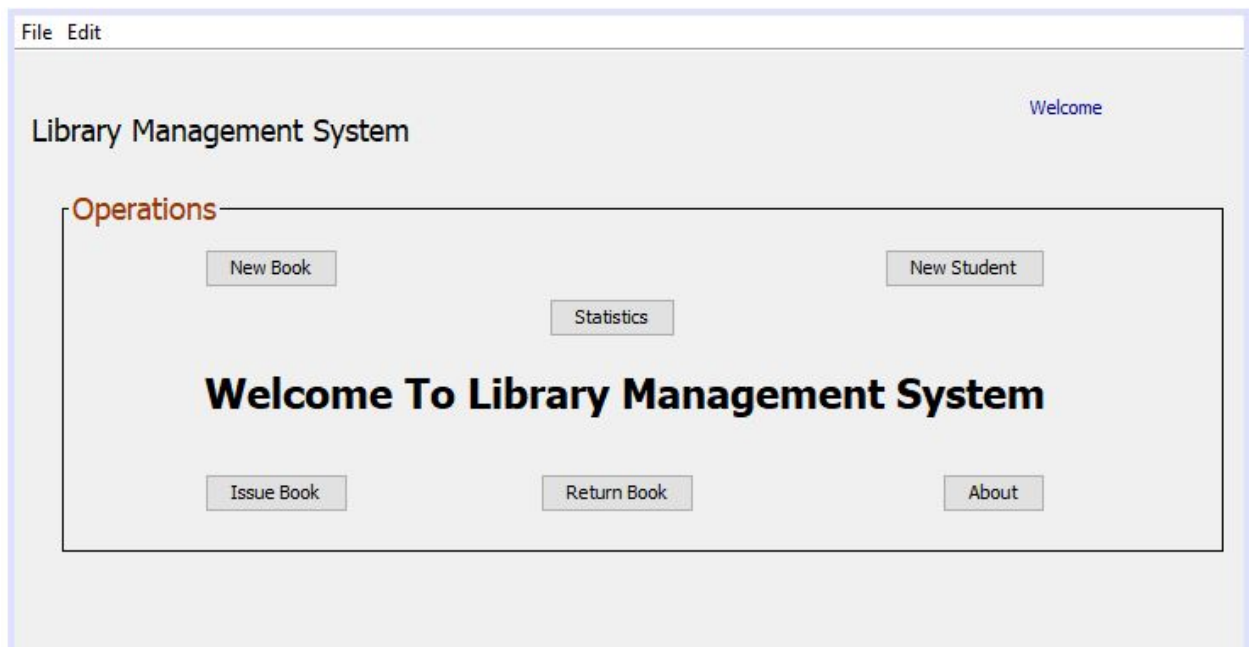 File Edit
Welcome
Library Management System
Operations
New Book New Student
Statistics
Welcome To Library Management System
Issue Book Return Book About